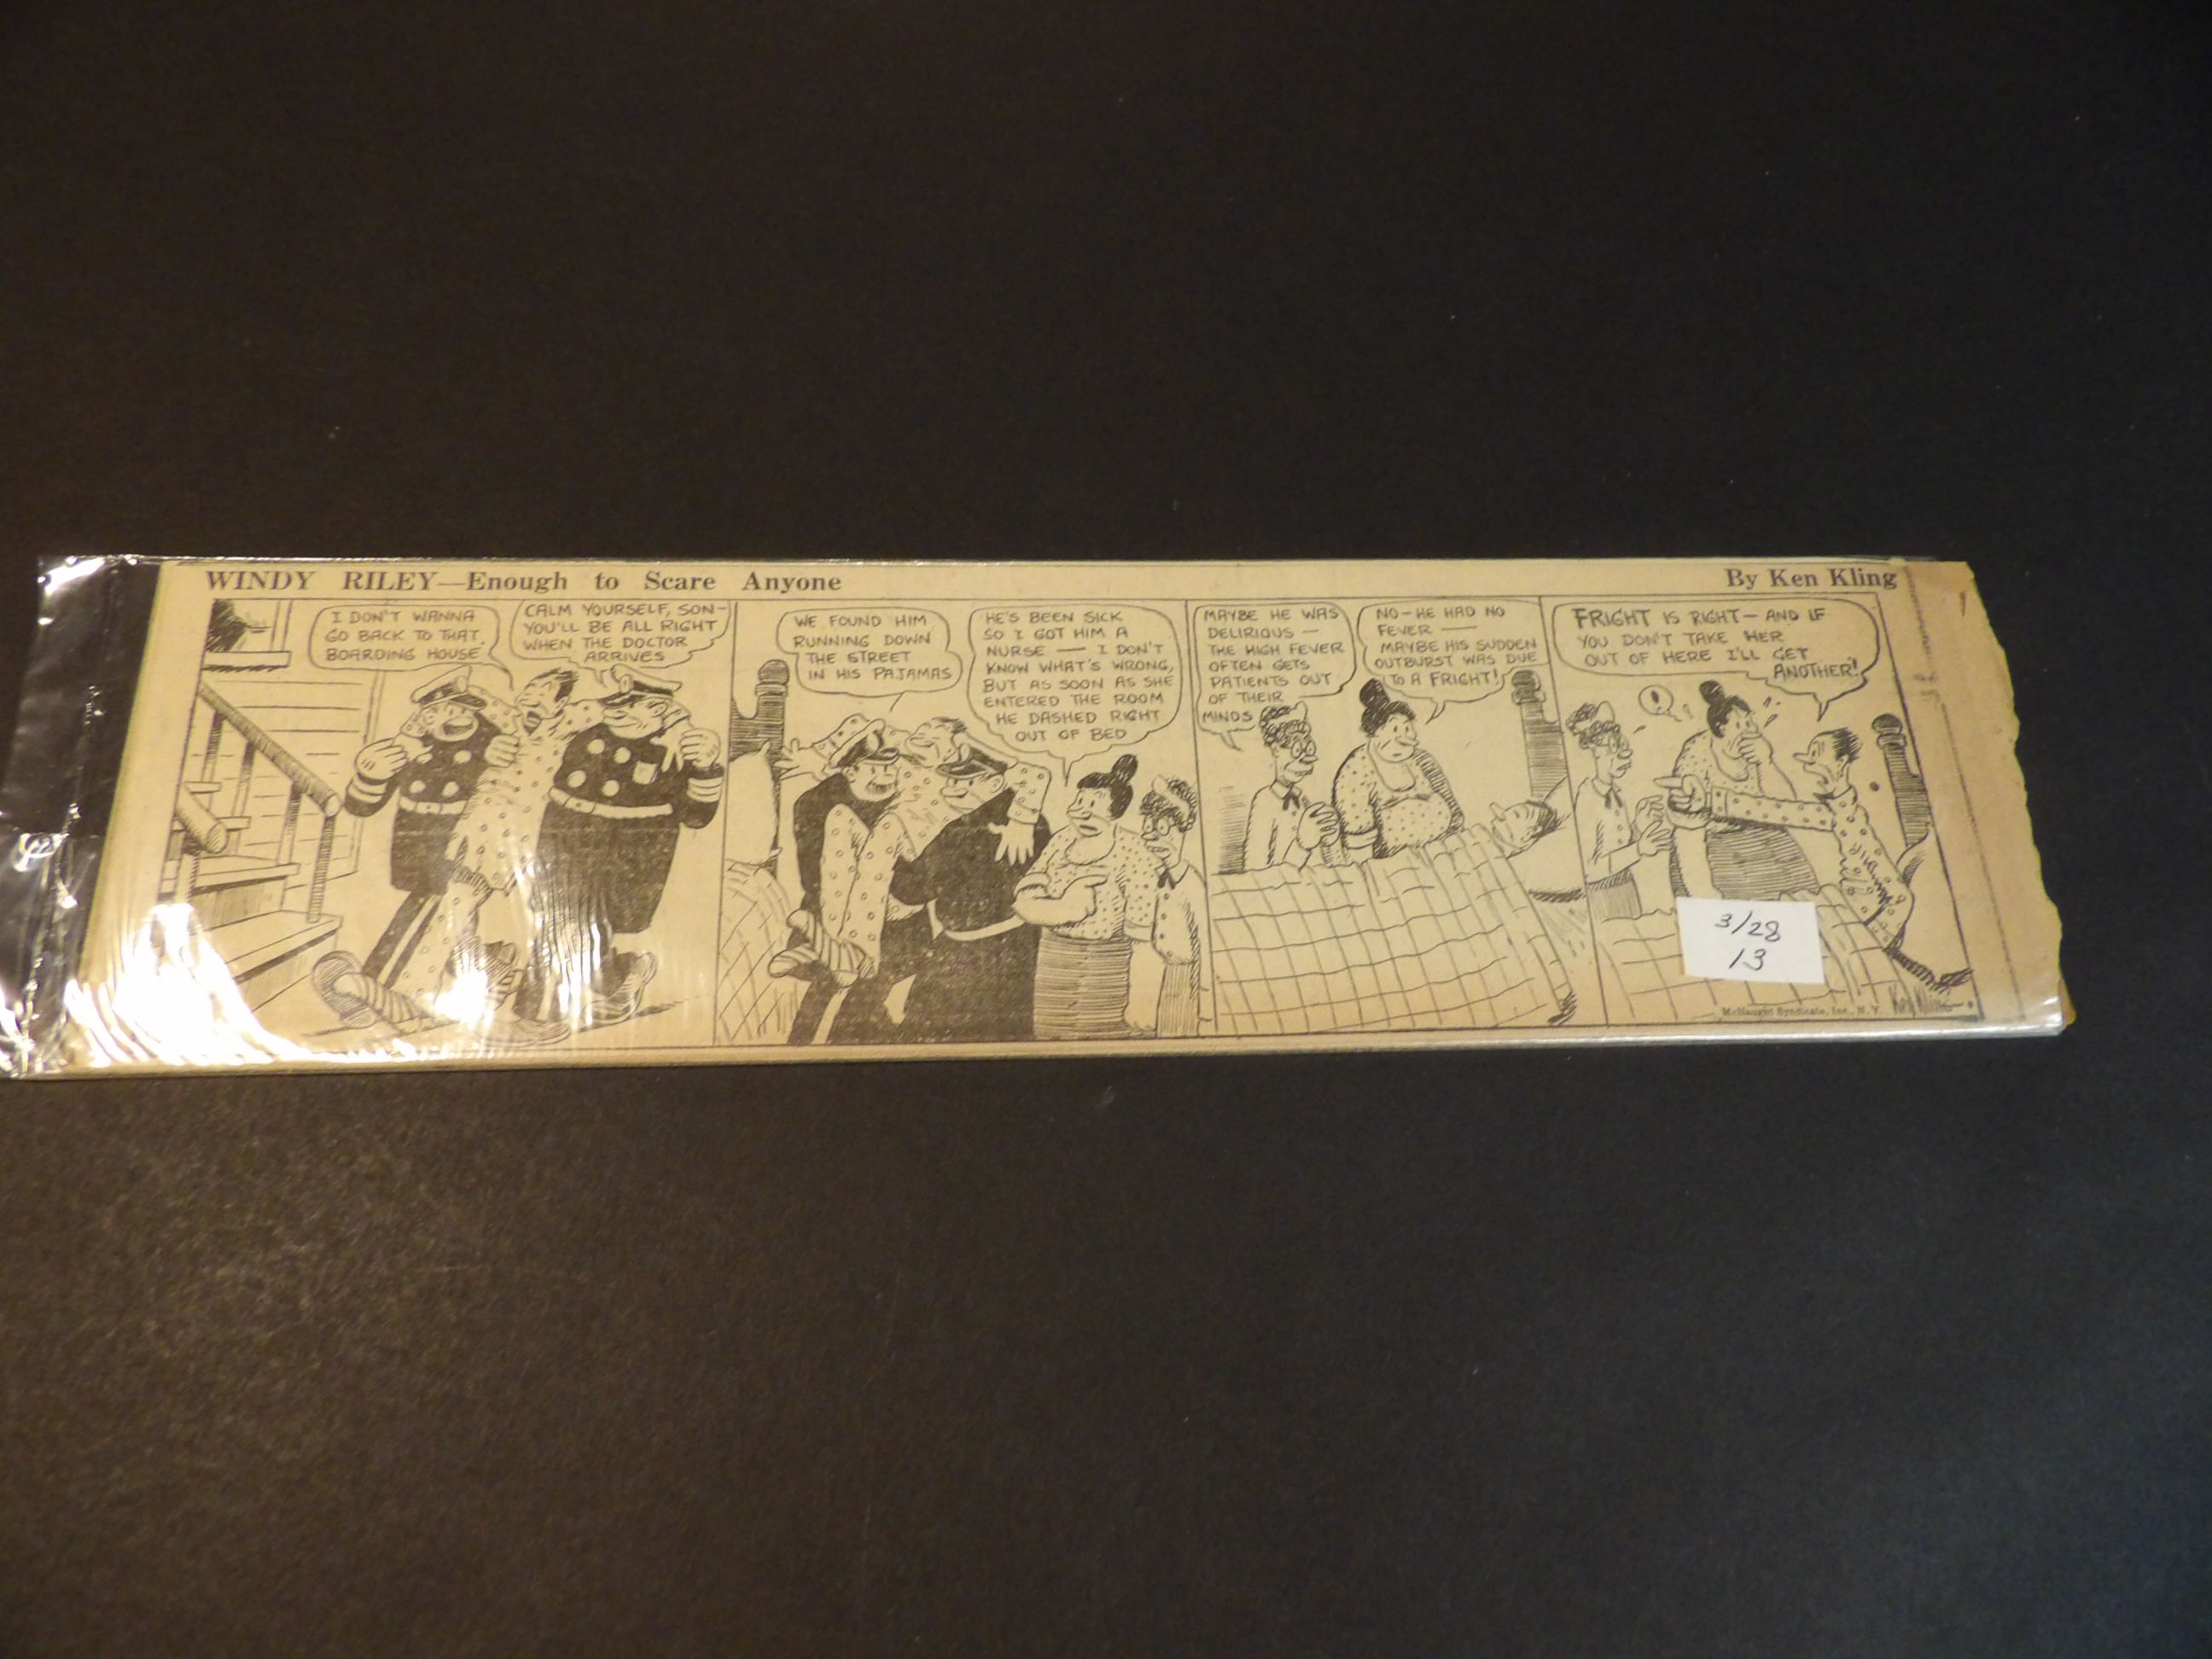 WINDY RILEY—Enough to Scare Anyone
By Ken Kling
I DON'T WANNA
GO BACK TO THAT
BOARDING HOUSE
CALM YOURSELF, SON-
YOU'LL BE ALL RIGHT
WHEN THE DOCTOR
ARRIVES
WE FOUND HIM
RUNNING DOWN
THE STREET
IN HIS PAJAMAS
HE'S BEEN SICK
SO I GOT HIM A
NURSE — I DON'T
KNOW WHAT'S WRONG,
BUT AS SOON AS SHE
ENTERED THE ROOM
HE DASHED RIGHT
OUT OF BED
MAYBE HE WAS
DELIRIOUS —
THE HIGH FEVER
OFTEN GETS
PATIENTS OUT
OF THEIR
MINDS
NO-HE HAD NO
FEVER —
MAYBE HIS SUDDEN
OUTBURST WAS DUE
TO A FRIGHT!
FRIGHT IS RIGHT- AND IF
YOU DON'T TAKE HER
OUT OF HERE I'LL GET
ANOTHER!
!
3/28
13
McNaught Syndicate, Inc., N. Y.
Ken Kling